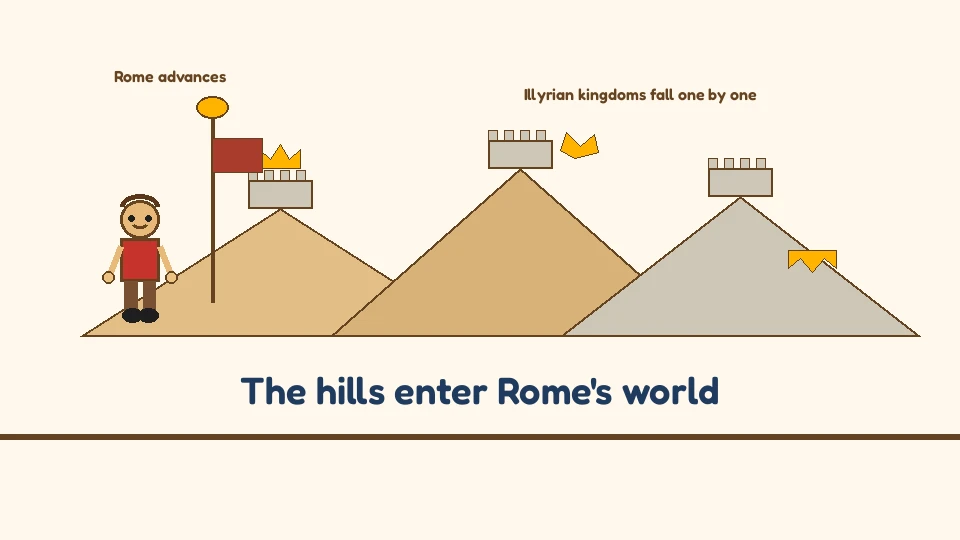 Rome advances
Illyrian kingdoms fall one by one
The hills enter Rome's world